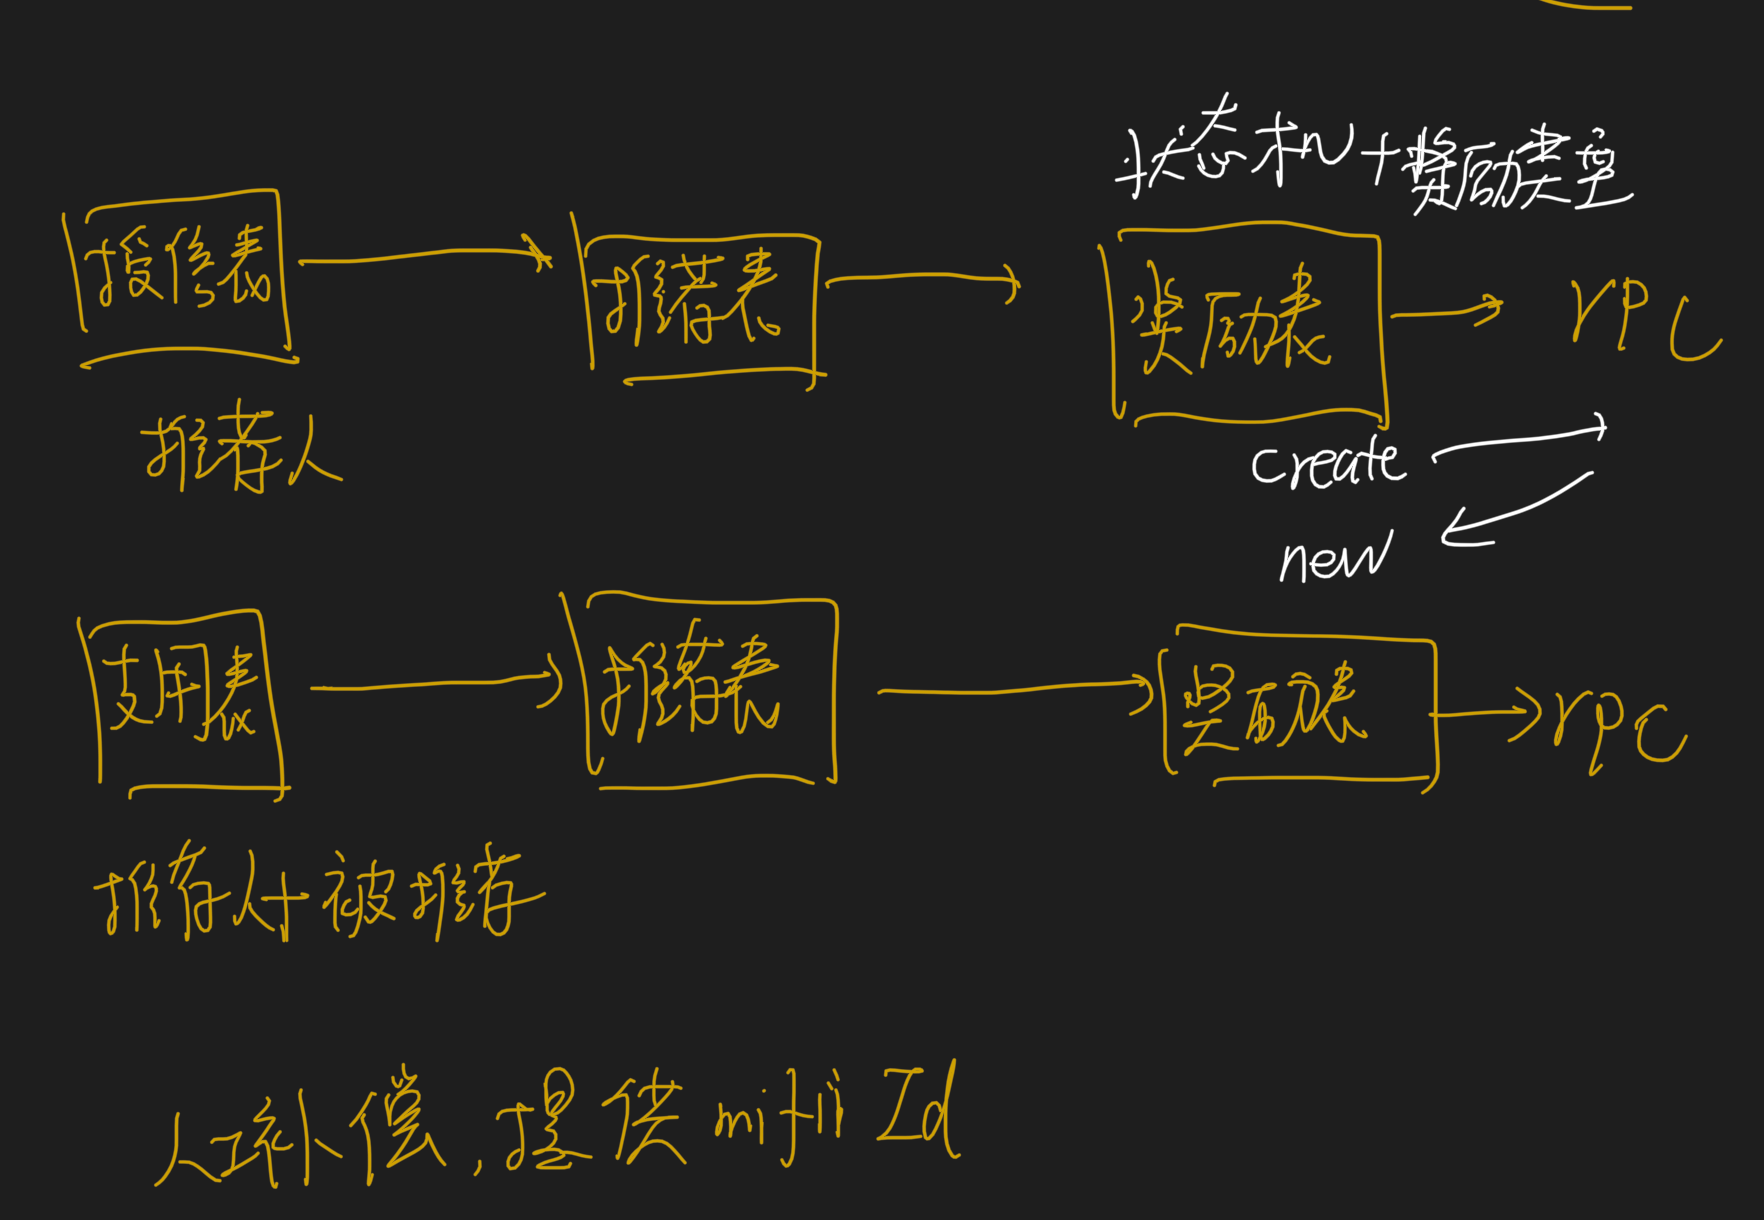 状态机+奖励类型
授信表
推荐表
奖励表
rpc
推荐人
create
new
支用表
推荐表
奖励表
rpc
推荐人+被推荐
人工补偿,提供mifiId